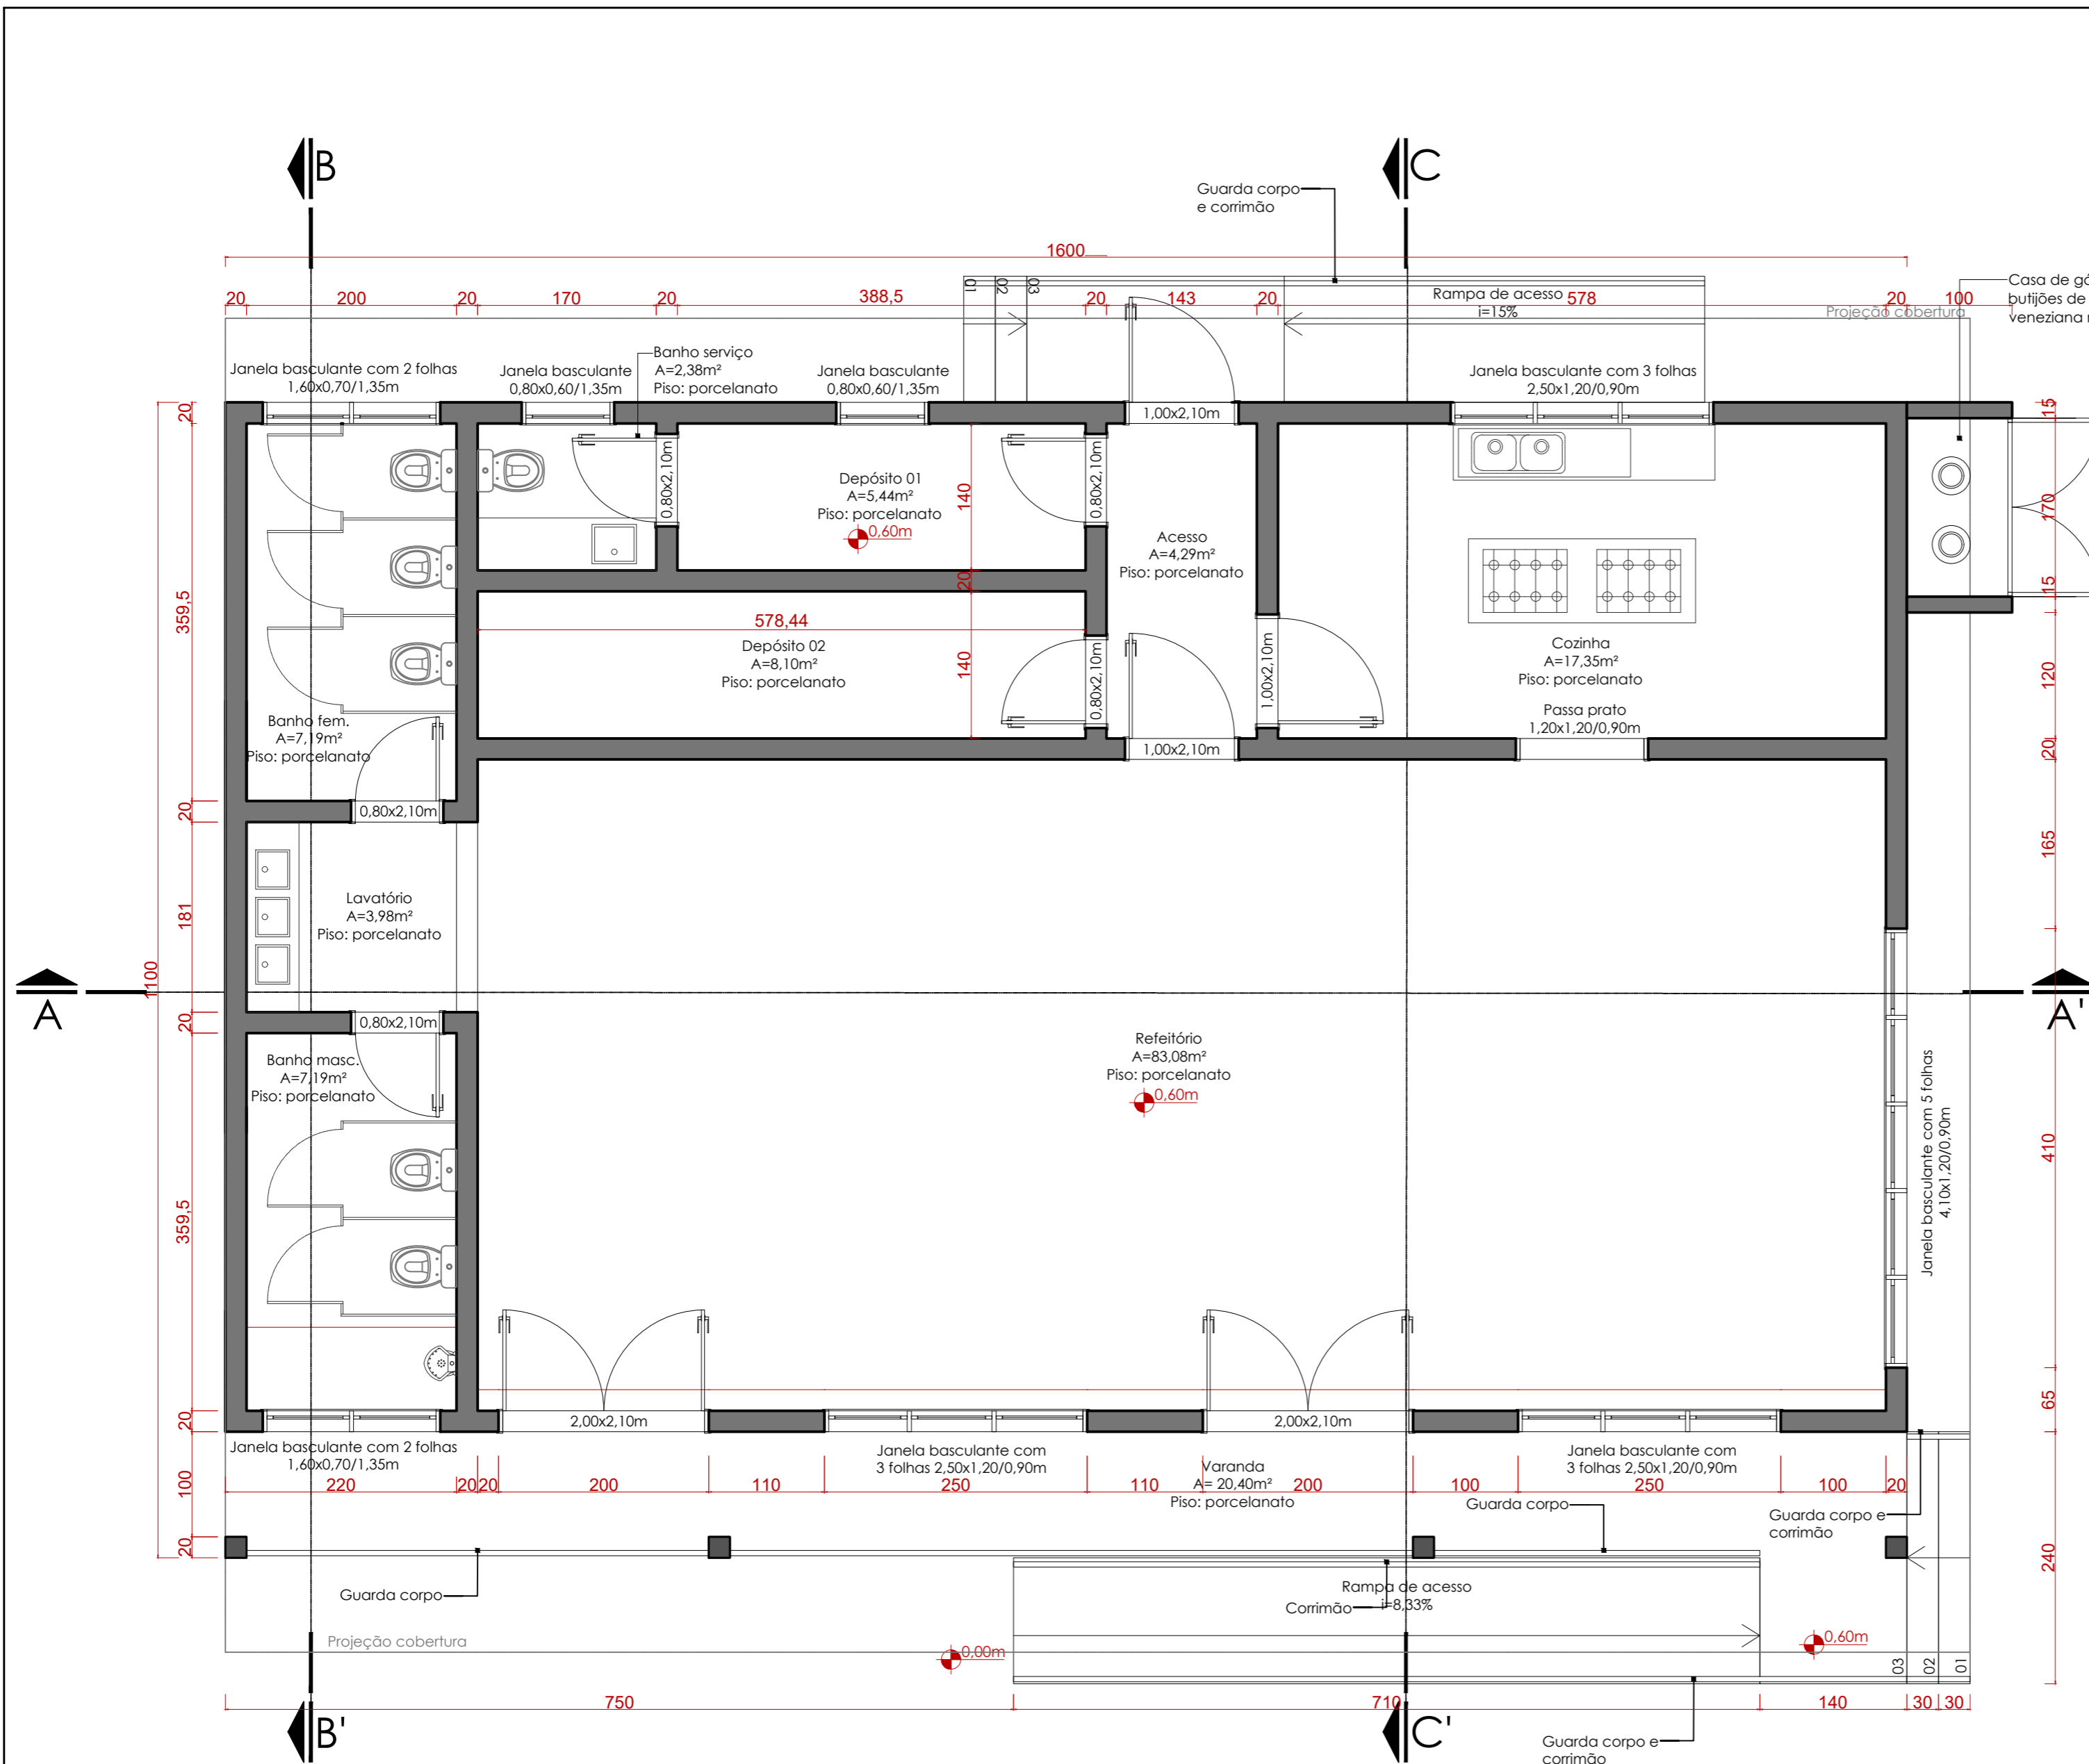 B
C
Guarda corpo
e corrimão
1600
20
200
20
170
20
388,5
20
143
20
578
20
100
01
02
03
Rampa de acesso
i=15%
Casa de gá
butijões de
veneziana r
Projeção cobertura
Janela basculante com 2 folhas
1,60x0,70/1,35m
Janela basculante
0,80x0,60/1,35m
Banho serviço
A=2,38m²
Piso: porcelanato
Janela basculante
0,80x0,60/1,35m
Janela basculante com 3 folhas
2,50x1,20/0,90m
20
1,00x2,10m
15
0,80x2,10m
Depósito 01
A=5,44m²
Piso: porcelanato
0,60m
140
0,80x2,10m
Acesso
A=4,29m²
Piso: porcelanato
170
15
359,5
20
578,44
Depósito 02
A=8,10m²
Piso: porcelanato
140
0,80x2,10m
1,00x2,10m
Cozinha
A=17,35m²
Piso: porcelanato
Passa prato
1,20x1,20/0,90m
120
Banho fem.
A=7,19m²
Piso: porcelanato
1,00x2,10m
20
20
0,80x2,10m
165
Lavatório
A=3,98m²
Piso: porcelanato
181
1100
A
A'
20
0,80x2,10m
Banho masc.
A=7,19m²
Piso: porcelanato
Refeitório
A=83,08m²
Piso: porcelanato
0,60m
Janela basculante com 5 folhas
4,10x1,20/0,90m
410
359,5
65
20
2,00x2,10m
2,00x2,10m
Janela basculante com 2 folhas
1,60x0,70/1,35m
Janela basculante com
3 folhas 2,50x1,20/0,90m
Varanda
A= 20,40m²
Piso: porcelanato
Janela basculante com
3 folhas 2,50x1,20/0,90m
100
220
20
20
200
110
250
110
200
100
250
100
20
Guarda corpo
Guarda corpo e
corrimão
20
240
Guarda corpo
Rampa de acesso
i=8,33%
Corrimão
Projeção cobertura
0,00m
0,60m
03
02
01
750
710
140
30
30
B'
C'
Guarda corpo e
corrimão